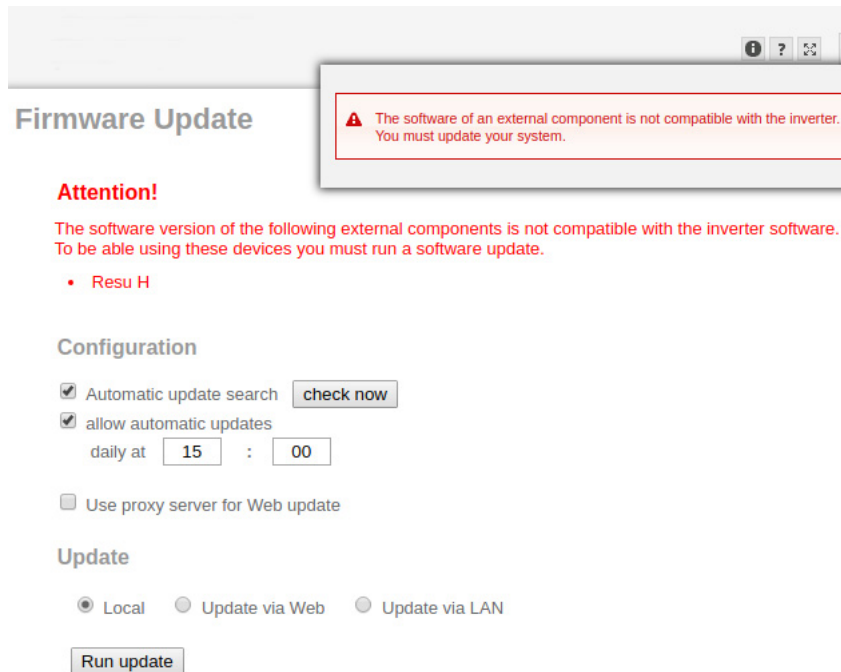 Firmware Update
The software of an external component is not compatible with the inverter.
You must update your system.
Attention!
The software version of the following external components is not compatible with the inverter software.
To be able using these devices you must run a software update.
• Resu H
Configuration
Automatic update search check now
allow automatic updates
daily at 15 : 00
Use proxy server for Web update
Update
Local Update via Web Update via LAN
Run update